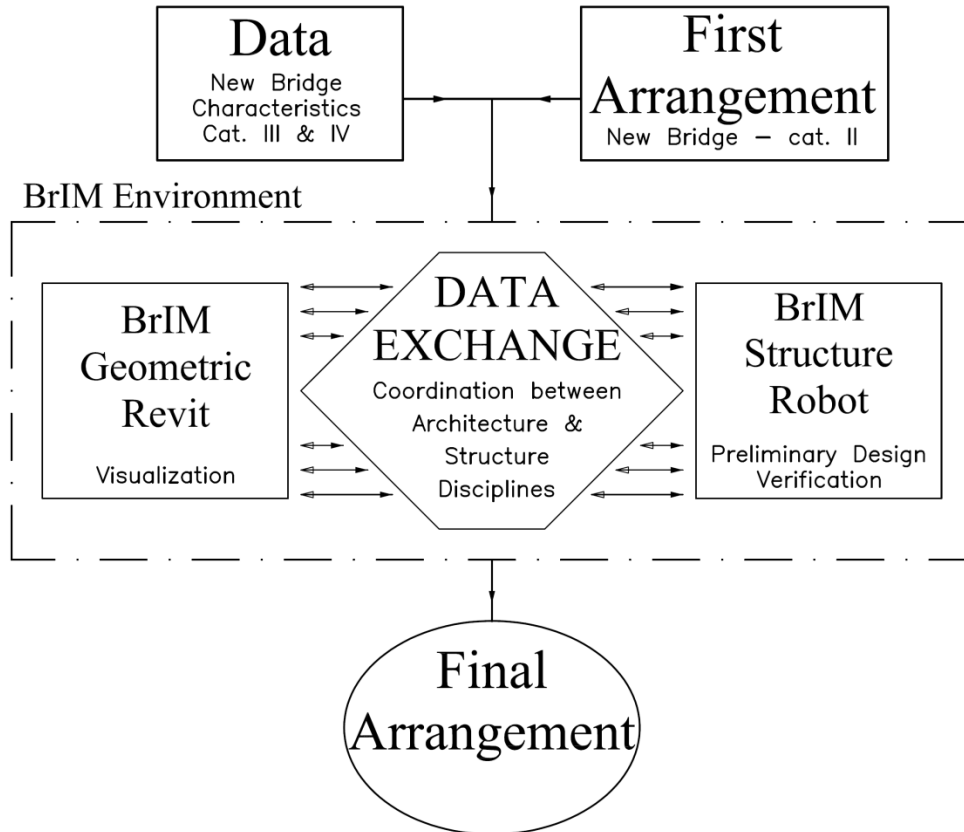 Data
New Bridge
Characteristics
Cat. III & IV
First
Arrangement
New Bridge – cat. II
BrIM Environment
BrIM
Geometric
Revit
Visualization
DATA
EXCHANGE
Coordination between
Architecture &
Structure
Disciplines
BrIM
Structure
Robot
Preliminary Design
Verification
Final
Arrangement